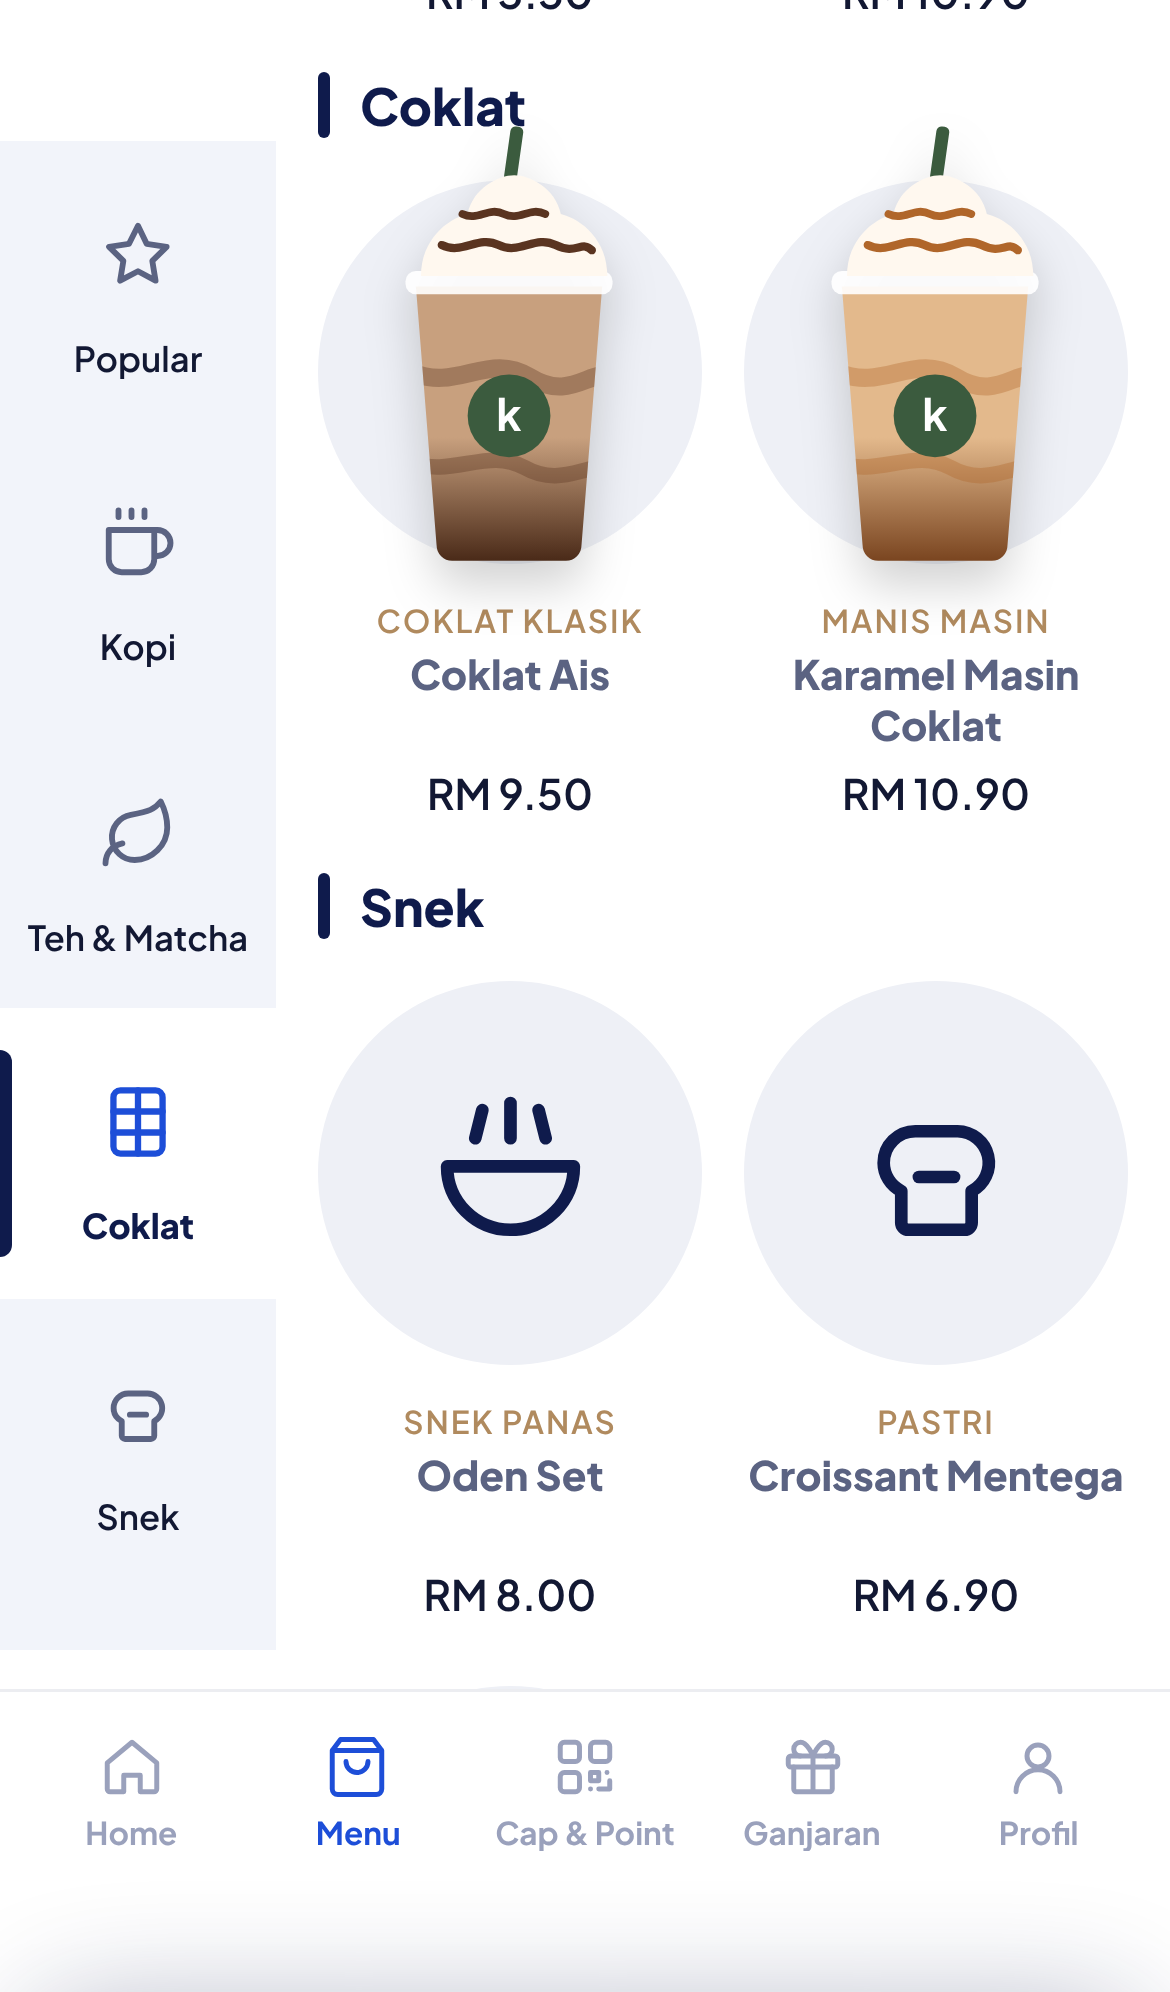 Coklat
Popular
Kopi
Teh & Matcha
Coklat
Snek
k
k
COKLAT KLASIK
Coklat Ais
RM 9.50
MANIS MASIN
Karamel Masin
Coklat
RM 10.90
Snek
SNEK PANAS
Oden Set
RM 8.00
PASTRI
Croissant Mentega
RM 6.90
Home
Menu
Cap & Point
Ganjaran
Profil